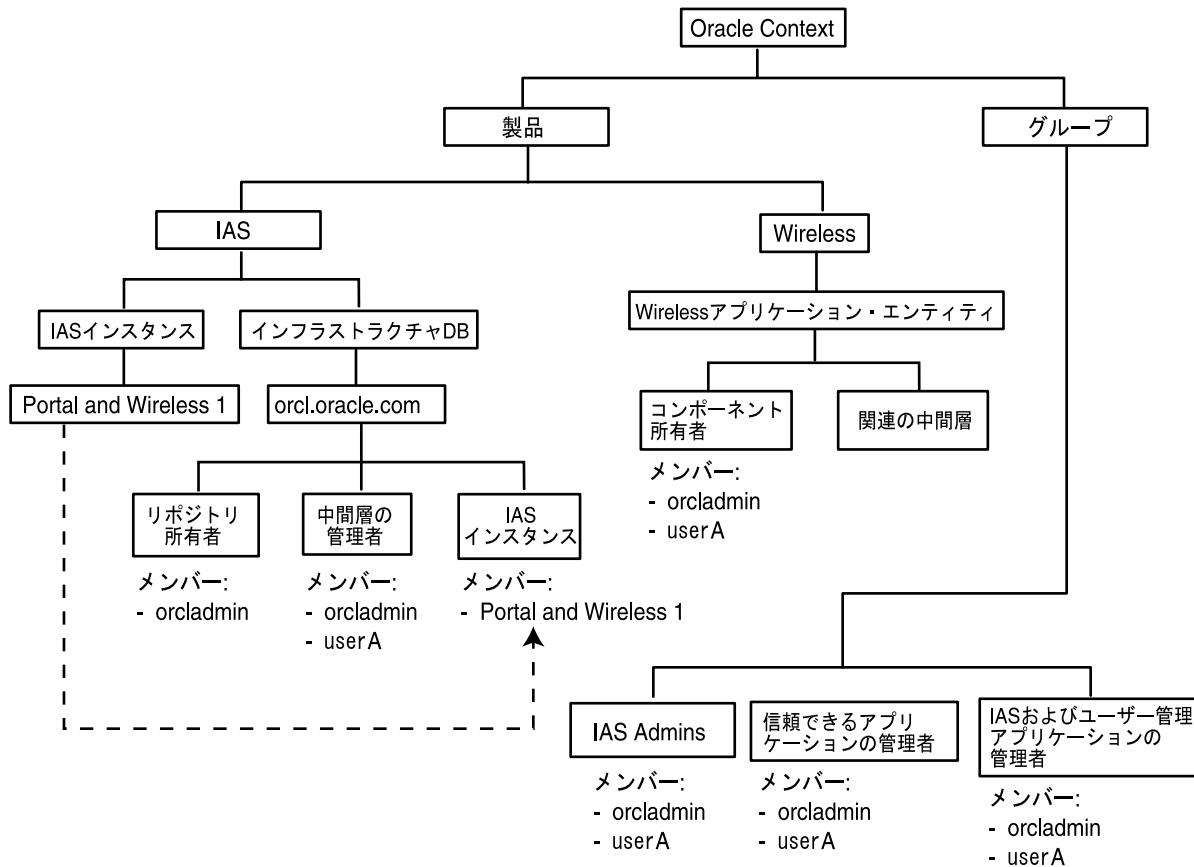 Oracle Context
製品
グループ
IAS
Wireless
IASインスタンス
インフラストラクチャDB
Wirelessアプリケーション・エンティティ
Portal and Wireless 1
orcl.oracle.com
コンポーネント
所有者
関連の中間層
メンバー:
- orcladmin
- userA
リポジトリ
所有者
中間層の
管理者
IAS
インスタンス
メンバー:
- orcladmin
メンバー:
- orcladmin
- userA
メンバー:
- Portal and Wireless 1
IAS Admins
信頼できるアプリ
ケーションの管理者
IASおよびユーザー管理
アプリケーションの
管理者
メンバー:
- orcladmin
- userA
メンバー:
- orcladmin
- userA
メンバー:
- orcladmin
- userA